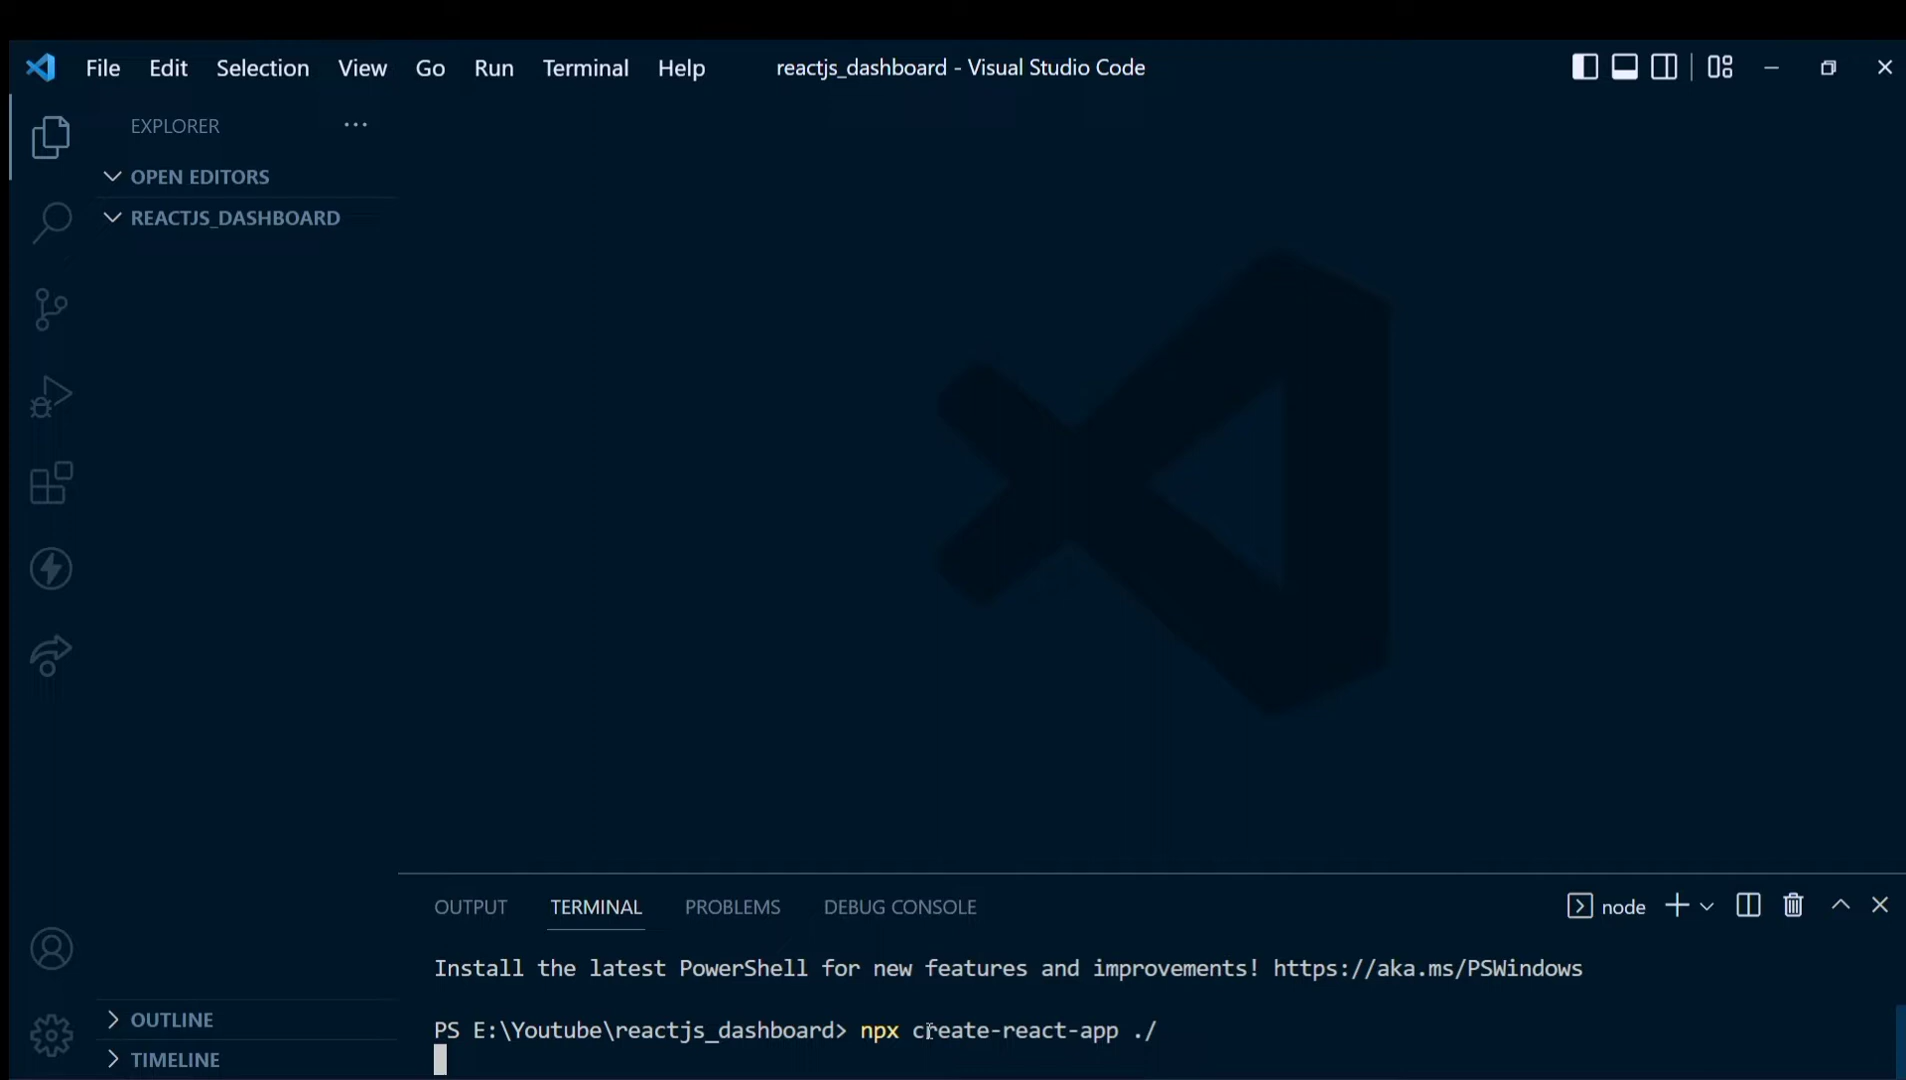 File Edit Selection View Go Run Terminal Help reactjs_dashboard - Visual Studio Code
EXPLORER
OPEN EDITORS
REACTJS_DASHBOARD
OUTLINE
TIMELINE
OUTPUT TERMINAL PROBLEMS DEBUG CONSOLE node
Install the latest PowerShell for new features and improvements! https://aka.ms/PSWindows
PS E:\Youtube\reactjs_dashboard> npx create-react-app ./